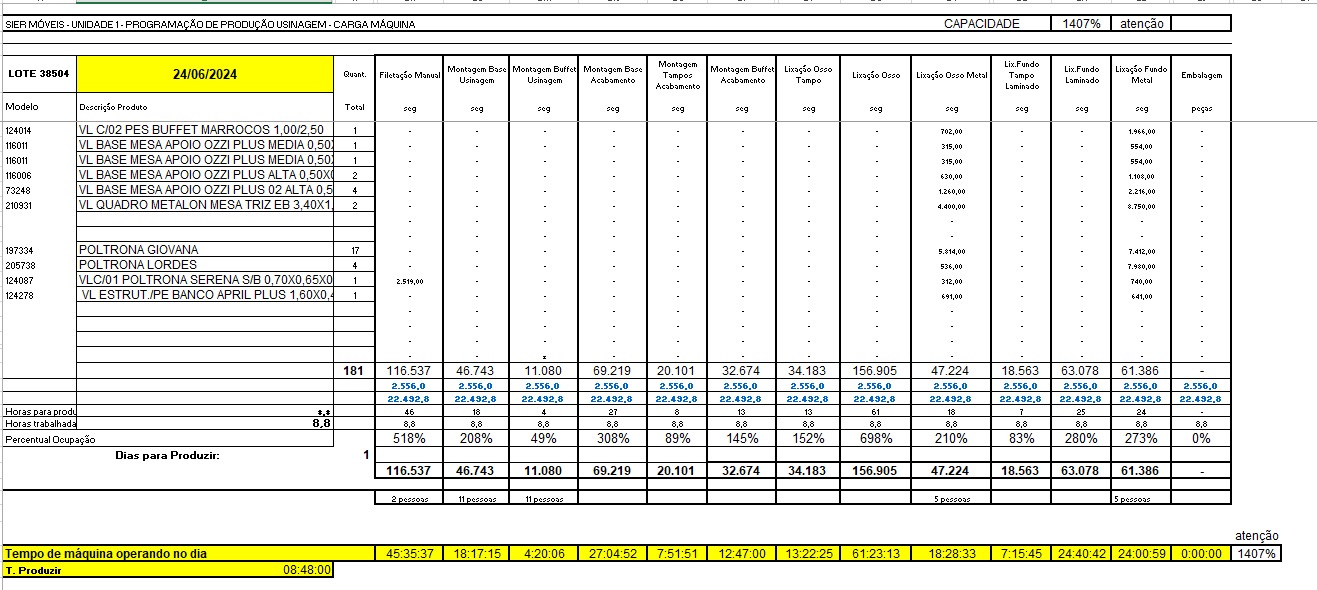 SIER MÓVEIS - UNIDADE 1 - PROGRAMAÇÃO DE PRODUÇÃO USINAGEM - CARGA MÁQUINA CAPACIDADE 1407% atenção
LOTE 38504 24/06/2024 Quant. Filetação Manual Montagem Base Usinagem Montagem Buffet Usinagem Montagem Base Acabamento Montagem Tampos Acabamento Montagem Buffet Acabamento Lixação Osso Tampo Lixação Osso Lixação Osso Metal Lix.Fundo Tampo Laminado Lix.Fundo Laminado Lixação Fundo Metal Embalagem
Modelo Descrição Produto Total seg seg seg seg seg seg seg seg seg seg seg seg peças
124014 VL C/02 PES BUFFET MARROCOS 1,00/2,50 1 - - - - - - - - 702,00 - - 1.966,00 -
116011 VL BASE MESA APOIO OZZI PLUS MEDIA 0,50 1 - - - - - - - - 315,00 - - 554,00 -
116011 VL BASE MESA APOIO OZZI PLUS MEDIA 0,50 1 - - - - - - - - 315,00 - - 554,00 -
116006 VL BASE MESA APOIO OZZI PLUS ALTA 0,50X0 2 - - - - - - - - 630,00 - - 1.108,00 -
73248 VL BASE MESA APOIO OZZI PLUS 02 ALTA 0,5 4 - - - - - - - - 1.260,00 - - 2.216,00 -
210931 VL QUADRO METALON MESA TRIZ EB 3,40X1, 2 - - - - - - - - 4.400,00 - - 8.750,00 -
- - - - - - - - - - - - -
- - - - - - - - - - - - -
197334 POLTRONA GIOVANA 17 - - - - - - - - 5.814,00 - - 7.412,00 -
205738 POLTRONA LORDES 4 - - - - - - - - 536,00 - - 7.980,00 -
124087 VLC/01 POLTRONA SERENA S/B 0,70X0,65X0 1 2.519,00 - - - - - - - 312,00 - - 740,00 -
124278 VL ESTRUT./PE BANCO APRIL PLUS 1,60X0,4 1 - - - - - - - - 691,00 - - 641,00 -
- - - - - - - - - - - - -
- - - - - - - - - - - - -
- - - - - - - - - - - - -
- - - - - - - - - - - -
181 116.537 46.743 11.080 69.219 20.101 32.674 34.183 156.905 47.224 18.563 63.078 61.386 -
2.556,0 2.556,0 2.556,0 2.556,0 2.556,0 2.556,0 2.556,0 2.556,0 2.556,0 2.556,0 2.556,0 2.556,0 2.556,0
22.492,8 22.492,8 22.492,8 22.492,8 22.492,8 22.492,8 22.492,8 22.492,8 22.492,8 22.492,8 22.492,8 22.492,8 22.492,8
Horas para produ *,* 46 18 4 27 8 13 13 61 18 7 25 24 -
Horas trabalhada 8,8 8,8 8,8 8,8 8,8 8,8 8,8 8,8 8,8 8,8 8,8 8,8 8,8 8,8
Percentual Ocupação 518% 208% 49% 308% 89% 145% 152% 698% 210% 83% 280% 273% 0%
Dias para Produzir: 1
116.537 46.743 11.080 69.219 20.101 32.674 34.183 156.905 47.224 18.563 63.078 61.386 -
2 pessoas 11 pessoas 11 pessoas 5 pessoas 5 pessoas
atenção
Tempo de máquina operando no dia 45:35:37 18:17:15 4:20:06 27:04:52 7:51:51 12:47:00 13:22:25 61:23:13 18:28:33 7:15:45 24:40:42 24:00:59 0:00:00 1407%
T. Produzir 08:48:00